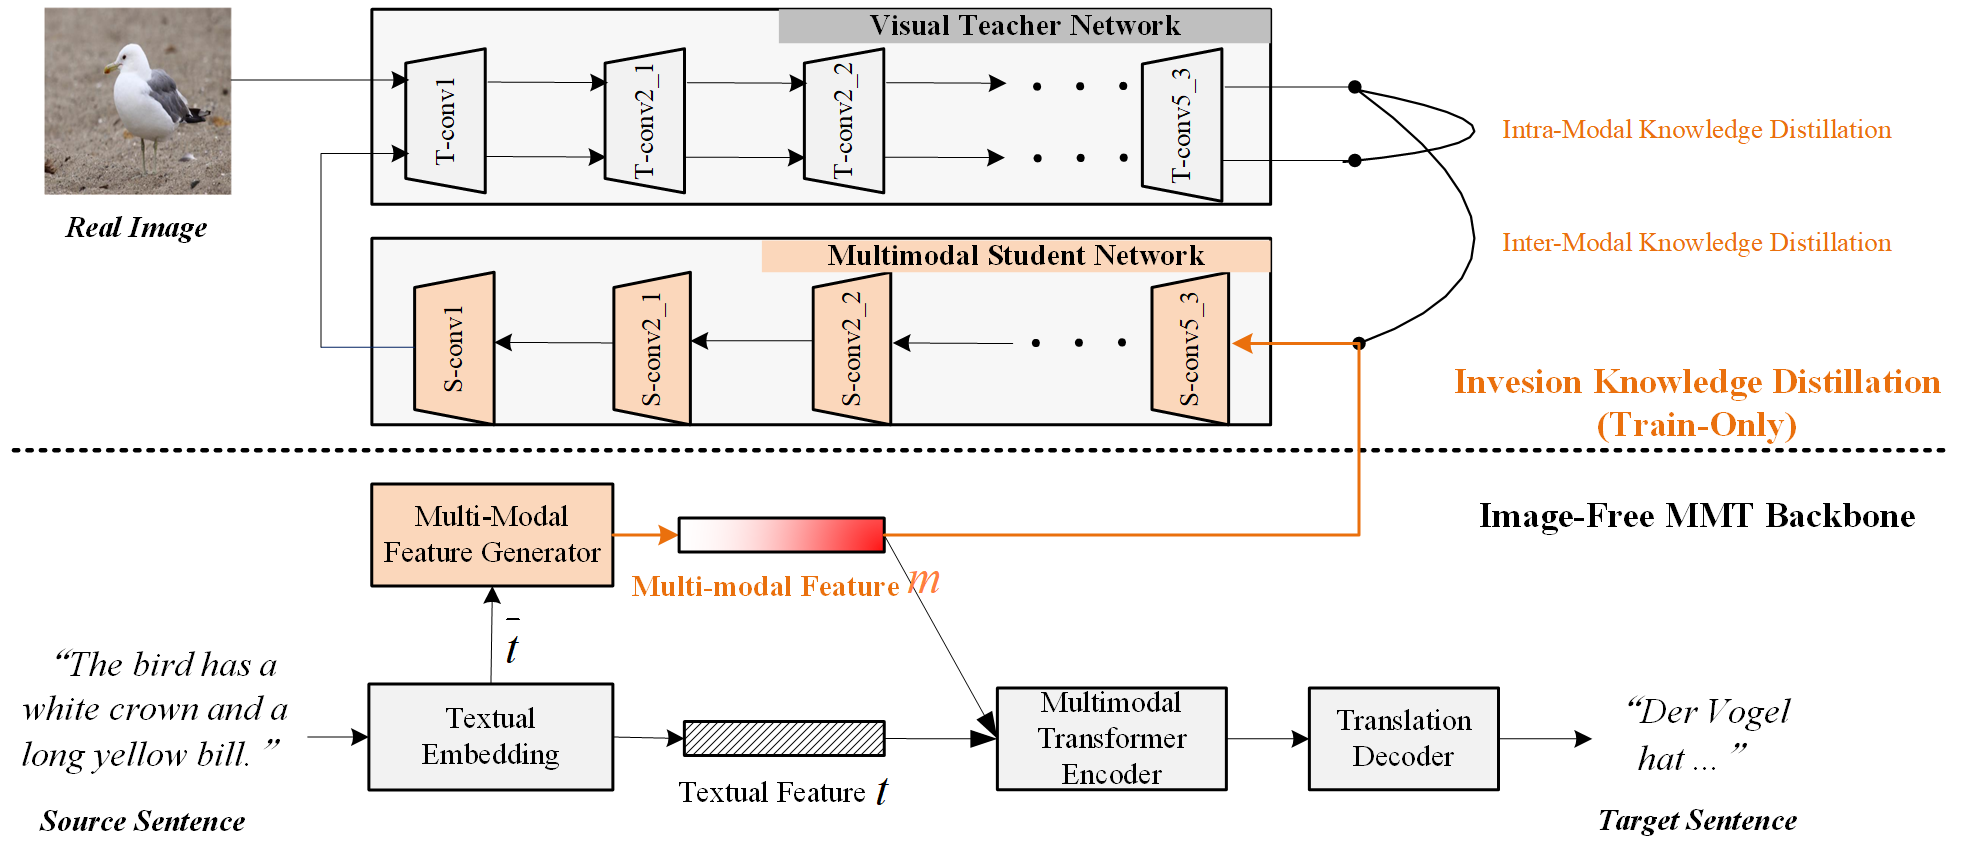 Visual Teacher Network
T-conv1
T-conv2_1
T-conv2_2
T-conv5_3
Intra-Modal Knowledge Distillation
Real Image
Inter-Modal Knowledge Distillation
Multimodal Student Network
S-conv1
S-conv2_1
S-conv2_2
S-conv5_3
Invesion Knowledge Distillation
(Train-Only)
Multi-Modal
Feature Generator
Image-Free MMT Backbone
Multi-modal Feature m
t̄
“The bird has a
white crown and a
long yellow bill. ”
Source Sentence
Textual
Embedding
Textual Feature t
Multimodal
Transformer
Encoder
Translation
Decoder
“Der Vogel
hat ... ”
Target Sentence